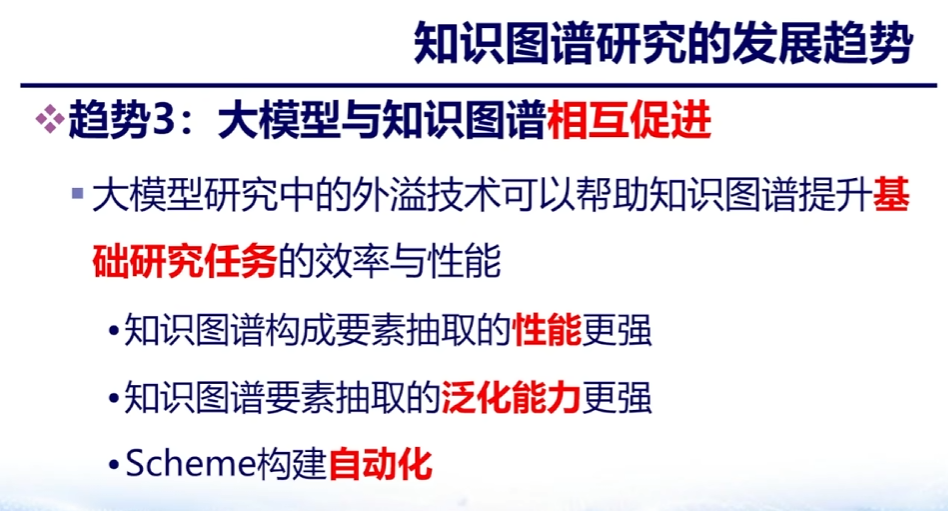 知识图谱研究的发展趋势
趋势3：大模型与知识图谱相互促进
大模型研究中的外溢技术可以帮助知识图谱提升基
础研究任务的效率与性能
•知识图谱构成要素抽取的性能更强
•知识图谱要素抽取的泛化能力更强
•Scheme构建自动化